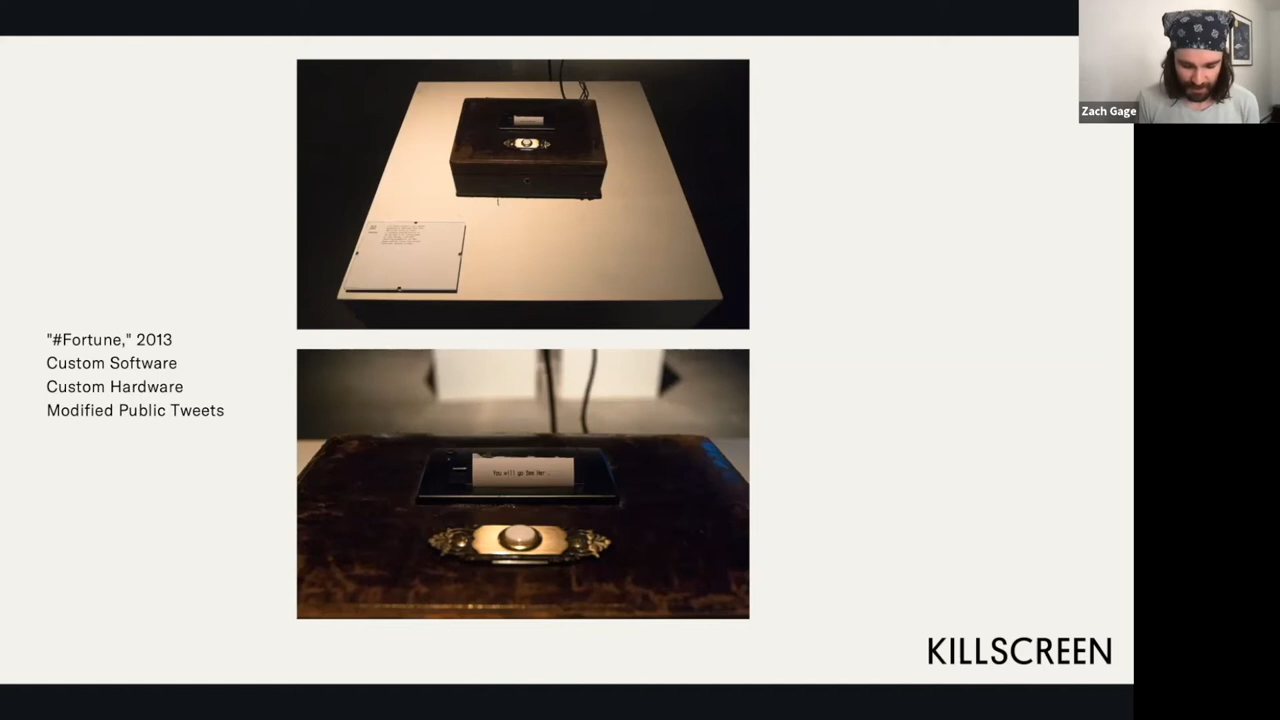 Zach Gage
"#Fortune," 2013
Custom Software
Custom Hardware
Modified Public Tweets
You will go See Her
KILLSCREEN